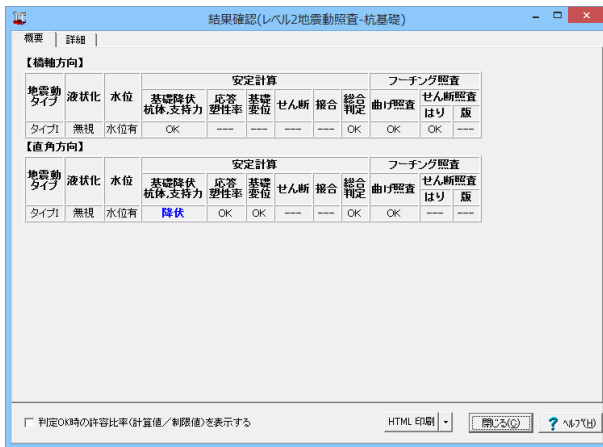 結果確認(レベル2地震動照査-杭基礎)
概要 詳細
【橋軸方向】
地震動タイプ 液状化 水位 安定計算 フーチング照査
基礎降伏 杭体,支持力 応答塑性率 基礎変位 せん断 接合 総合判定 曲げ照査 せん断照査
はり 版
タイプI 無視 水位有 OK --- --- --- --- OK OK OK ---
【直角方向】
地震動タイプ 液状化 水位 安定計算 フーチング照査
基礎降伏 杭体,支持力 応答塑性率 基礎変位 せん断 接合 総合判定 曲げ照査 せん断照査
はり 版
タイプI 無視 水位有 降伏 OK OK --- --- OK OK --- ---
判定OK時の許容比率(計算値/制限値)を表示する HTML 印刷 閉じる(C) ? ヘルプ(H)